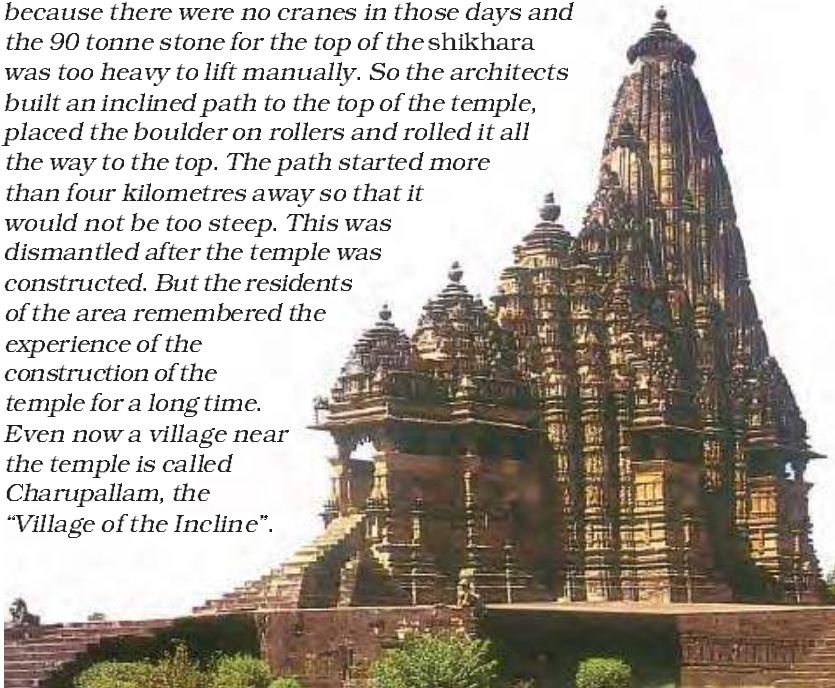 because there were no cranes in those days and
the 90 tonne stone for the top of the shikhara
was too heavy to lift manually. So the architects
built an inclined path to the top of the temple,
placed the boulder on rollers and rolled it all
the way to the top. The path started more
than four kilometres away so that it
would not be too steep. This was
dismantled after the temple was
constructed. But the residents
of the area remembered the
experience of the
construction of the
temple for a long time.
Even now a village near
the temple is called
Charupallam, the
“Village of the Incline”.